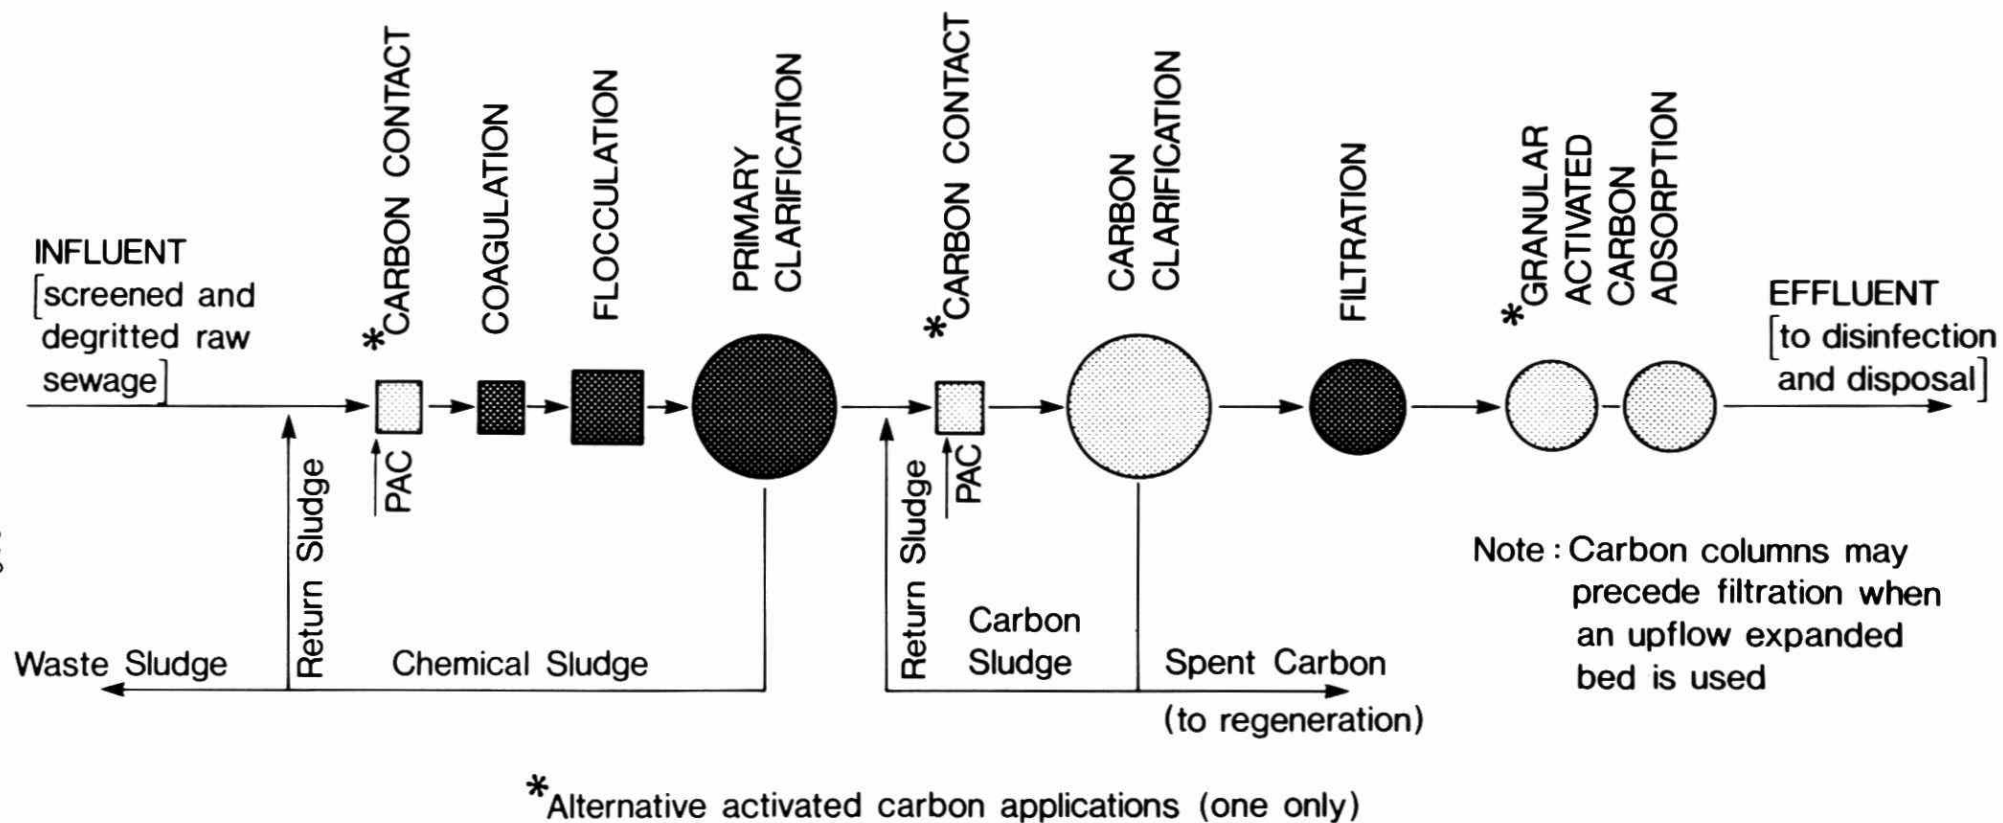 INFLUENT
[screened and
degritted raw
sewage]
*CARBON CONTACT
COAGULATION
FLOCCULATION
PRIMARY
CLARIFICATION
*CARBON CONTACT
CARBON
CLARIFICATION
FILTRATION
*GRANULAR
ACTIVATED
CARBON
ADSORPTION
EFFLUENT
[to disinfection
and disposal]
PAC
PAC
Return Sludge
Return Sludge
Waste Sludge
Chemical Sludge
Carbon
Sludge
Spent Carbon
(to regeneration)
Note : Carbon columns may
precede filtration when
an upflow expanded
bed is used
*Alternative activated carbon applications (one only)